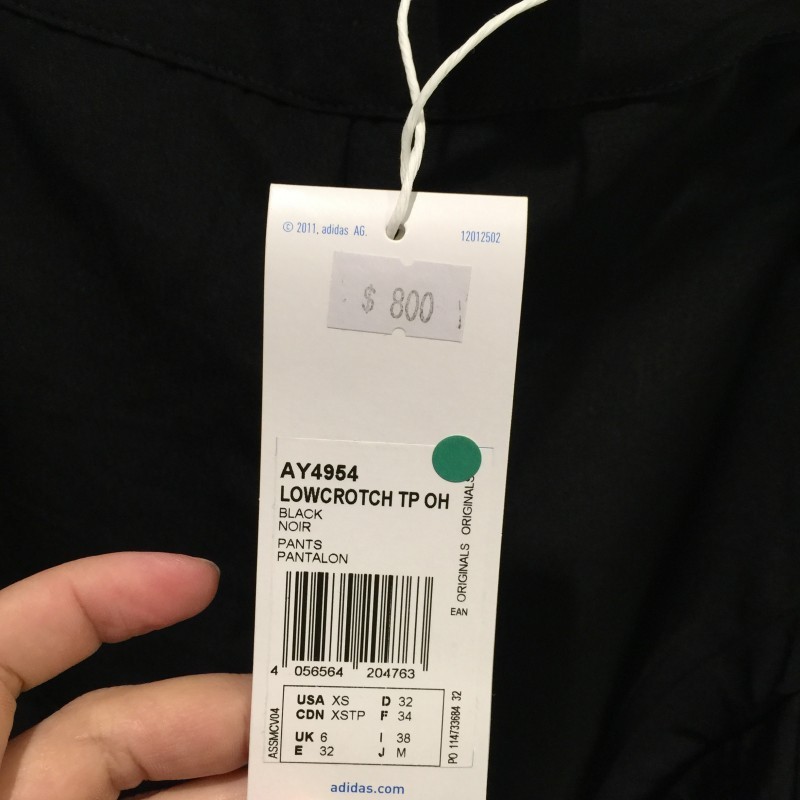 © 2011, adidas AG.
12012502
$ 800
AY4954
LOWCROTCH TP OH
BLACK
NOIR
PANTS
PANTALON
ORIGINALS ORIGINALS
EAN
4 056564 204763
USA XS D 32
CDN XSTP F 34
UK 6 I 38
E 32 J M
ASSMCV04
PO 114733684 32
adidas.com